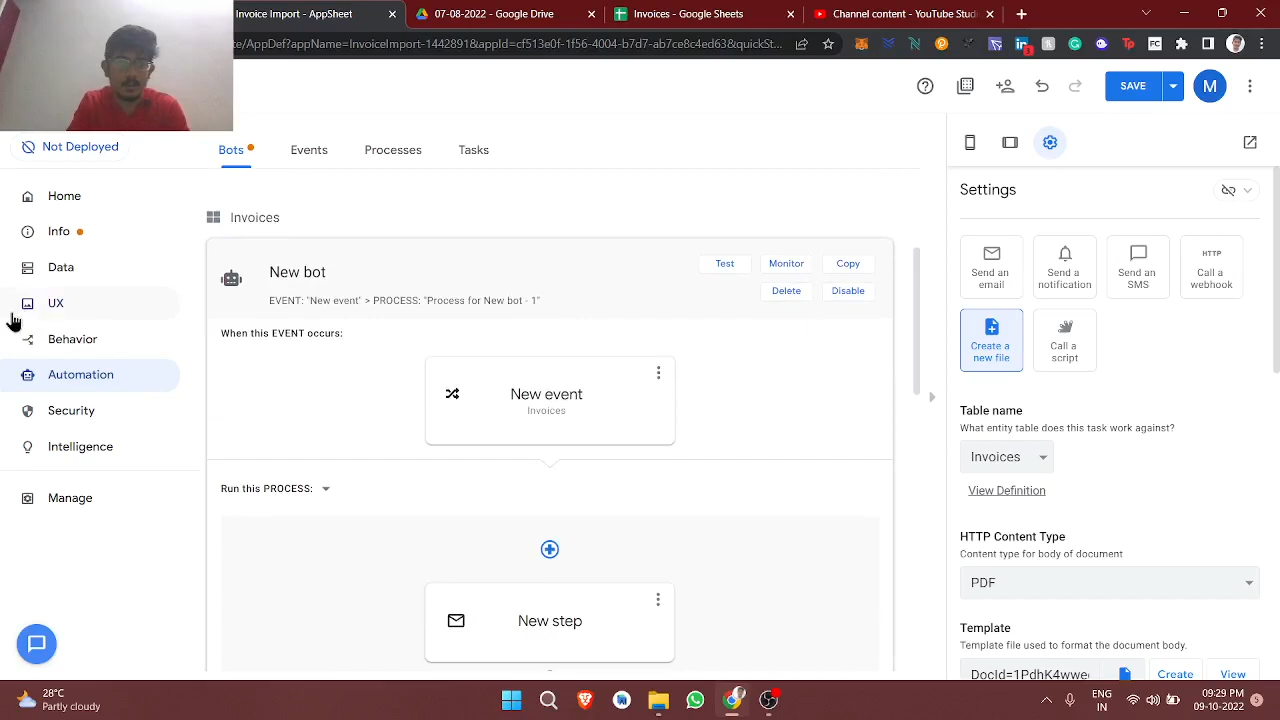 Invoice Import - AppSheet
07-08-2022 - Google Drive
Invoices - Google Sheets
Channel content - YouTube Stud
te/AppDef?appName=InvoiceImport-1442891&appId=cf513e0f-1f56-4004-b7d7-ab7ce8c4ed63&quickSt...
SAVE
M
Not Deployed
Bots
Events
Processes
Tasks
Home
Info
Data
UX
Behavior
Automation
Security
Intelligence
Manage
Invoices
New bot
EVENT: "New event" > PROCESS: "Process for New bot - 1"
Test
Monitor
Copy
Delete
Disable
When this EVENT occurs:
New event
Invoices
Run this PROCESS:
New step
Settings
Send an email
Send a notification
Send an SMS
HTTP
Call a webhook
Create a new file
Call a script
Table name
What entity table does this task work against?
Invoices
View Definition
HTTP Content Type
Content type for body of document
PDF
Template
Template file used to format the document body.
DocId=1PdhK4wwe
Create
View
28°C
Partly cloudy
ENG
IN
09:29 PM
09-10-2022
5